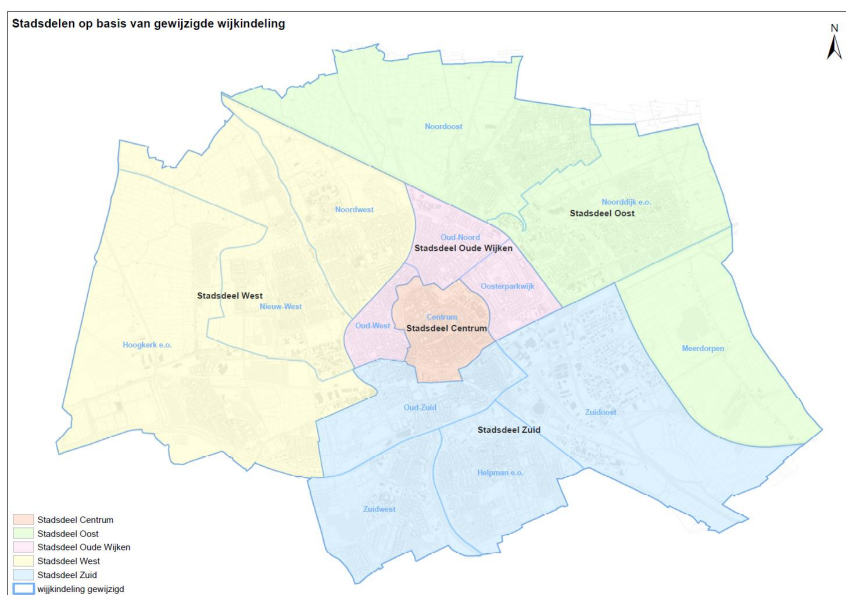 Stadsdelen op basis van gewijzigde wijkindeling
N
Noordoost
Noorddijk e.o.
Stadsdeel Oost
Noordwest
Oud-Noord
Stadsdeel Oude Wijken
Oosterparkwijk
Stadsdeel West
Nieuw-West
Centrum
Stadsdeel Centrum
Oud-West
Hoogkerk e.o.
Meerdorpen
Oud-Zuid
Zuidoost
Stadsdeel Zuid
Helpman e.o.
Zuidwest
Stadsdeel Centrum
Stadsdeel Oost
Stadsdeel Oude Wijken
Stadsdeel West
Stadsdeel Zuid
wijjkindeling gewijzigd